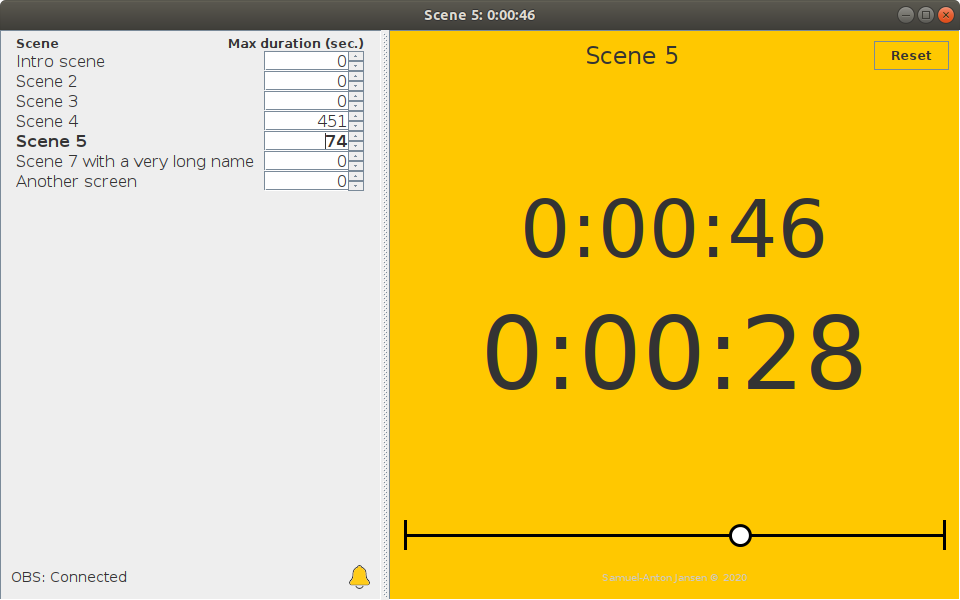 Scene 5: 0:00:46
Scene Max duration (sec.)
Intro scene 0
Scene 2 0
Scene 3 0
Scene 4 451
Scene 5 74
Scene 7 with a very long name 0
Another screen 0
OBS: Connected
Scene 5
Reset
0:00:46
0:00:28
Samuel-Anton Jansen © 2020